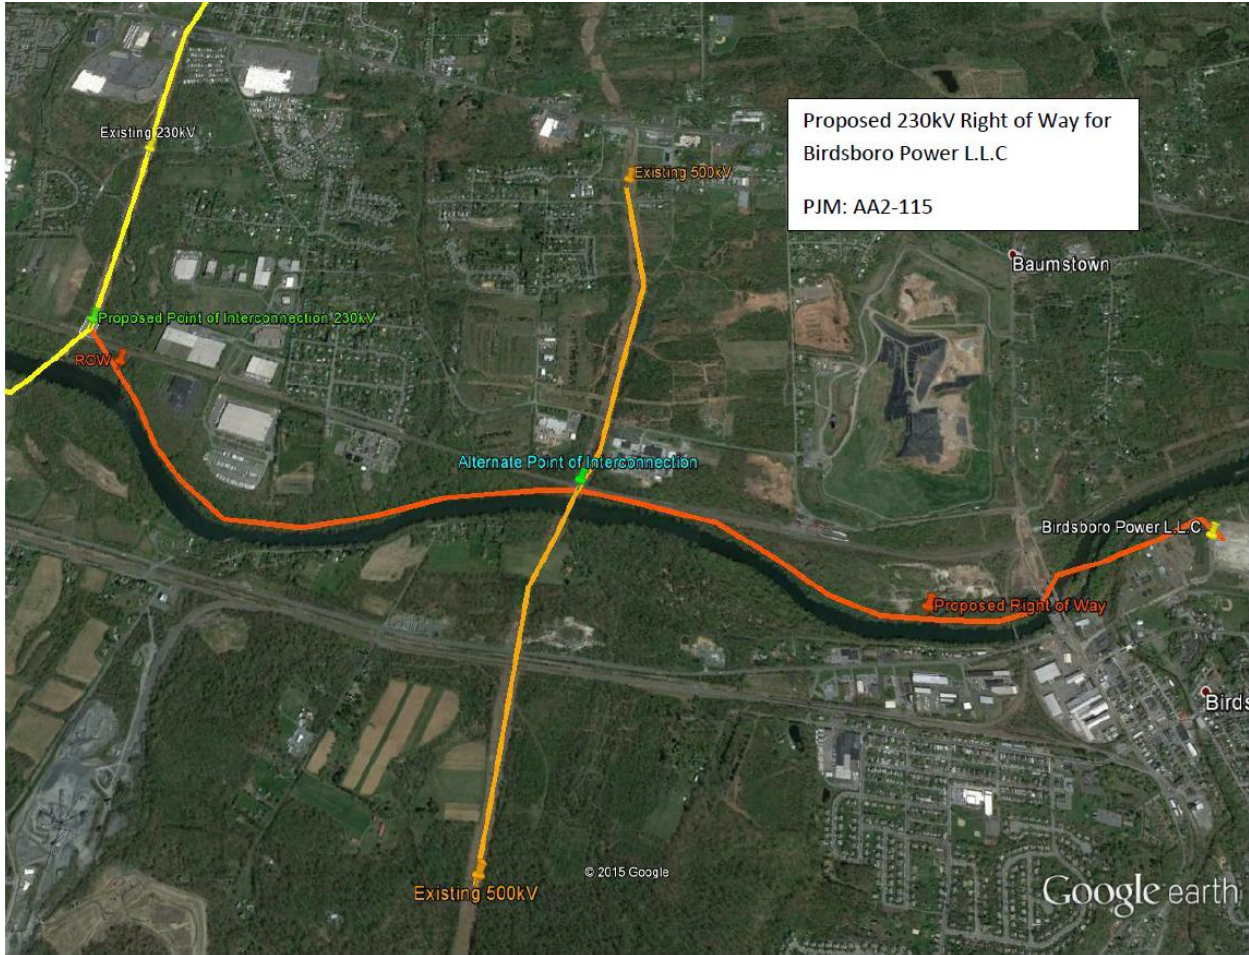 Existing 230kV
Proposed 230kV Right of Way for
Birdsboro Power L.L.C
PJM: AA2-115
Existing 500kV
Baumstown
Proposed Point of Interconnection 230kV
ROW
Alternate Point of Interconnection
Birdsboro Power L.L.C
Proposed Right of Way
Birds
© 2015 Google
Existing 500kV
Google earth